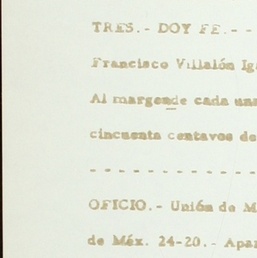 TRES.- DOY FE.- -
Francisco Villalón Ig
Al margende cada una
cincuenta centavos de
- - - - - - - - - -
OFICIO.- Unión de M
de Méx. 24-20.- Apar